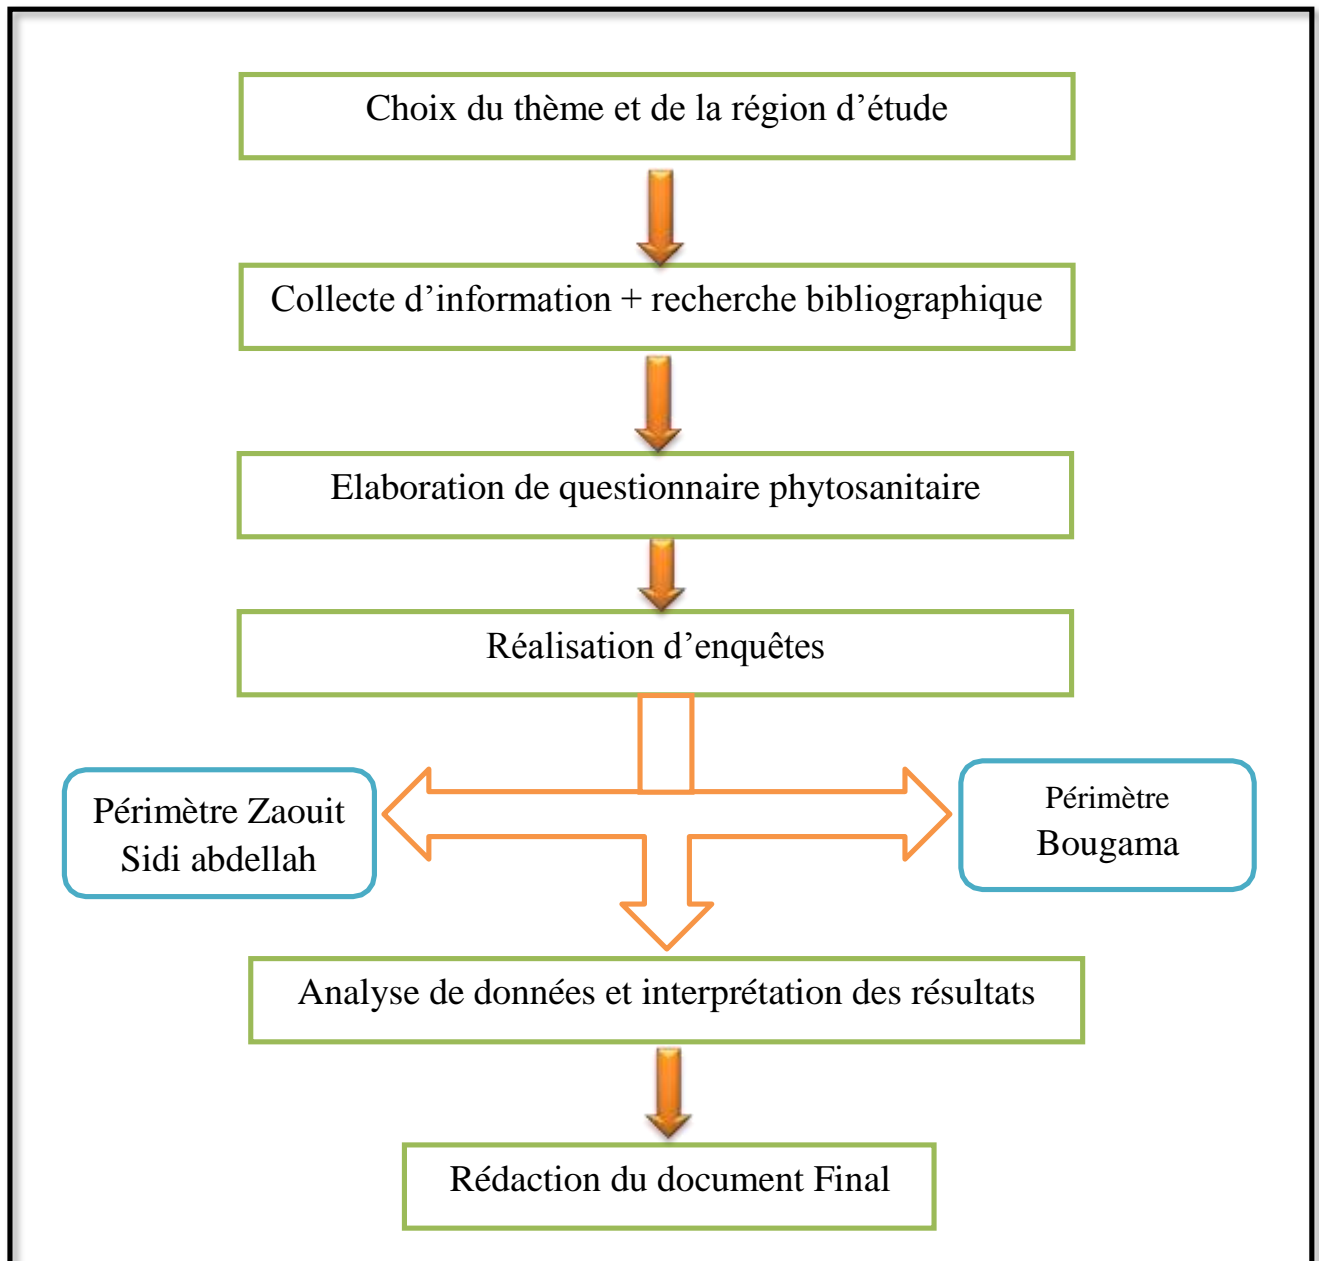 Choix du thème et de la région d’étude
Collecte d’information + recherche bibliographique
Elaboration de questionnaire phytosanitaire
Réalisation d’enquêtes
Périmètre Zaouit
Sidi abdellah
Périmètre
Bougama
Analyse de données et interprétation des résultats
Rédaction du document Final